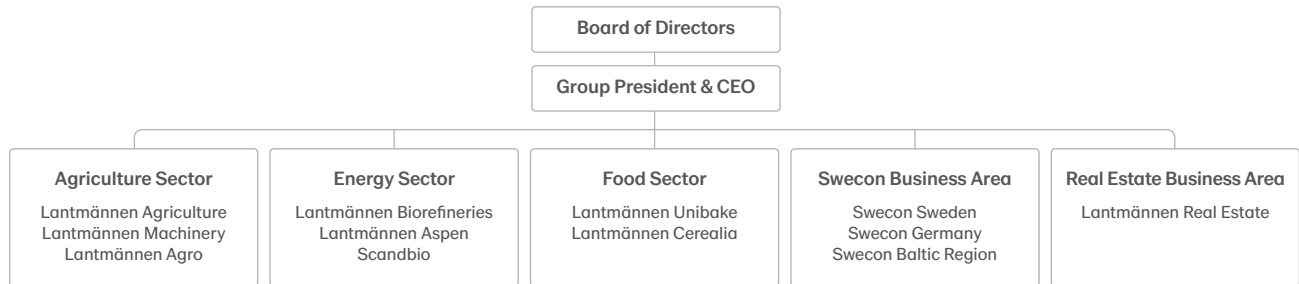 Board of Directors
Group President & CEO
Agriculture Sector
Lantmännen Agriculture
Lantmännen Machinery
Lantmännen Agro
Energy Sector
Lantmännen Biorefineries
Lantmännen Aspen
Scandbio
Food Sector
Lantmännen Unibake
Lantmännen Cerealia
Swecon Business Area
Swecon Sweden
Swecon Germany
Swecon Baltic Region
Real Estate Business Area
Lantmännen Real Estate